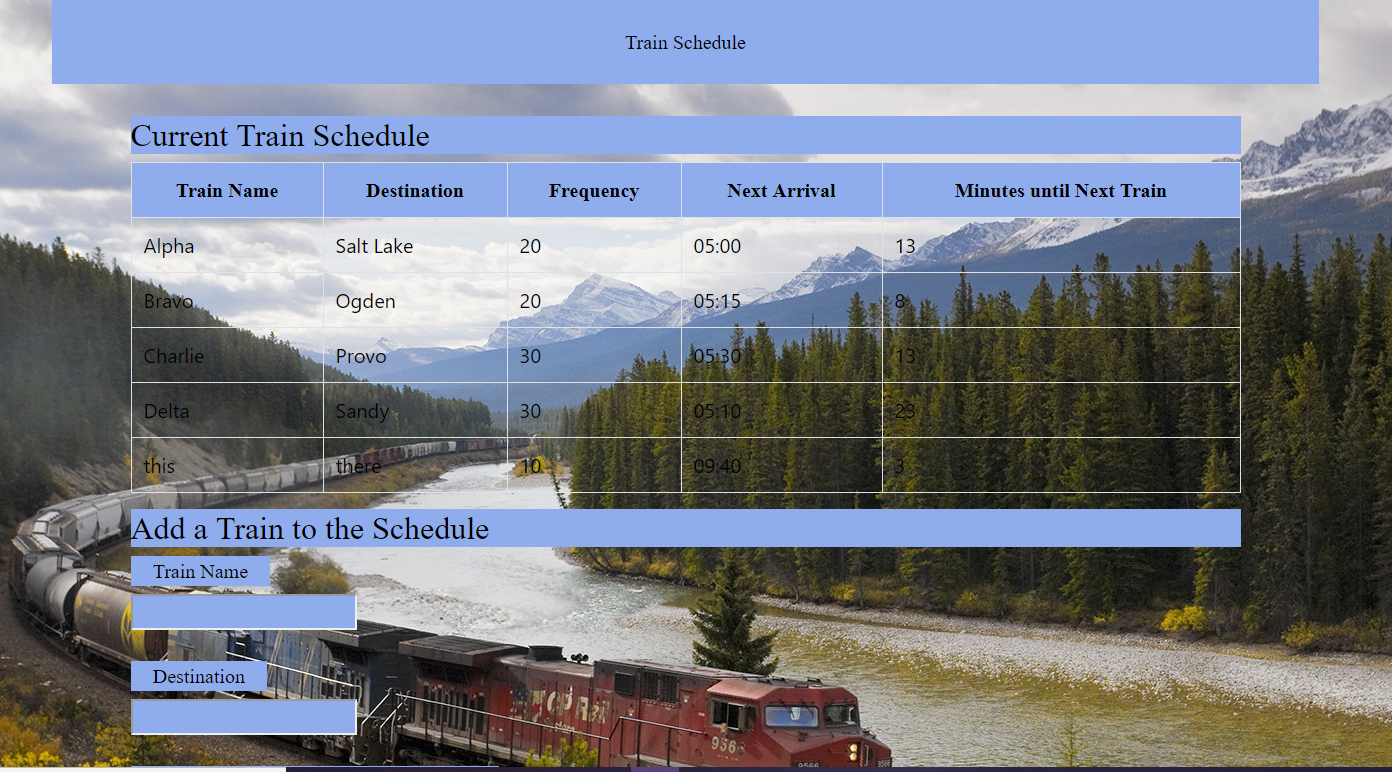 Train Schedule
Current Train Schedule
Train Name Destination Frequency Next Arrival Minutes until Next Train
Alpha Salt Lake 20 05:00 13
Bravo Ogden 20 05:15 8
Charlie Provo 30 05:30 13
Delta Sandy 30 05:10 23
this there 10 09:40 3
Add a Train to the Schedule
Train Name
Destination
CP Rail
9566